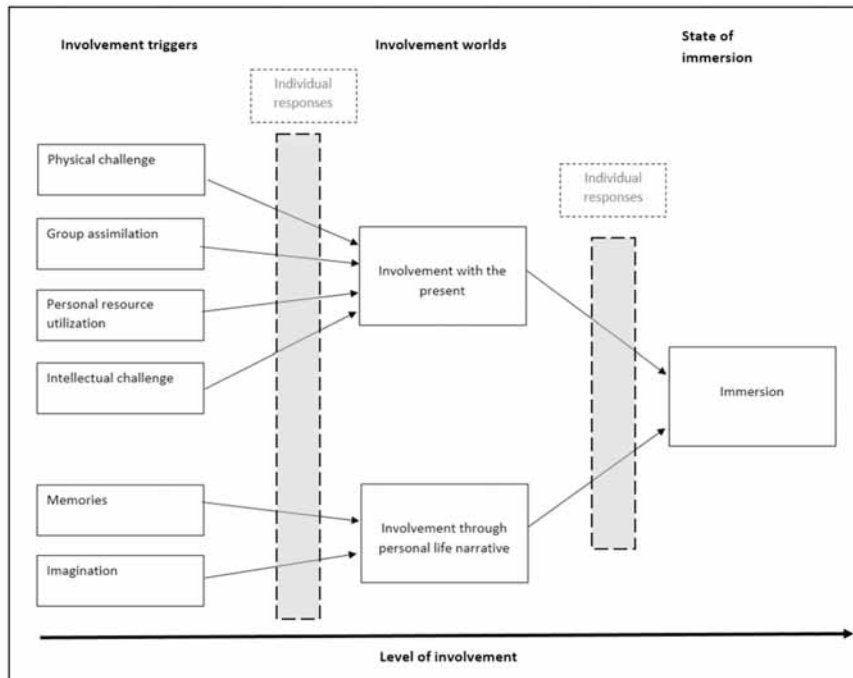 Involvement triggers
Involvement worlds
State of
immersion
Individual
responses
Individual
responses
Physical challenge
Group assimilation
Personal resource
utilization
Intellectual challenge
Memories
Imagination
Involvement with the
present
Involvement through
personal life narrative
Immersion
Level of involvement